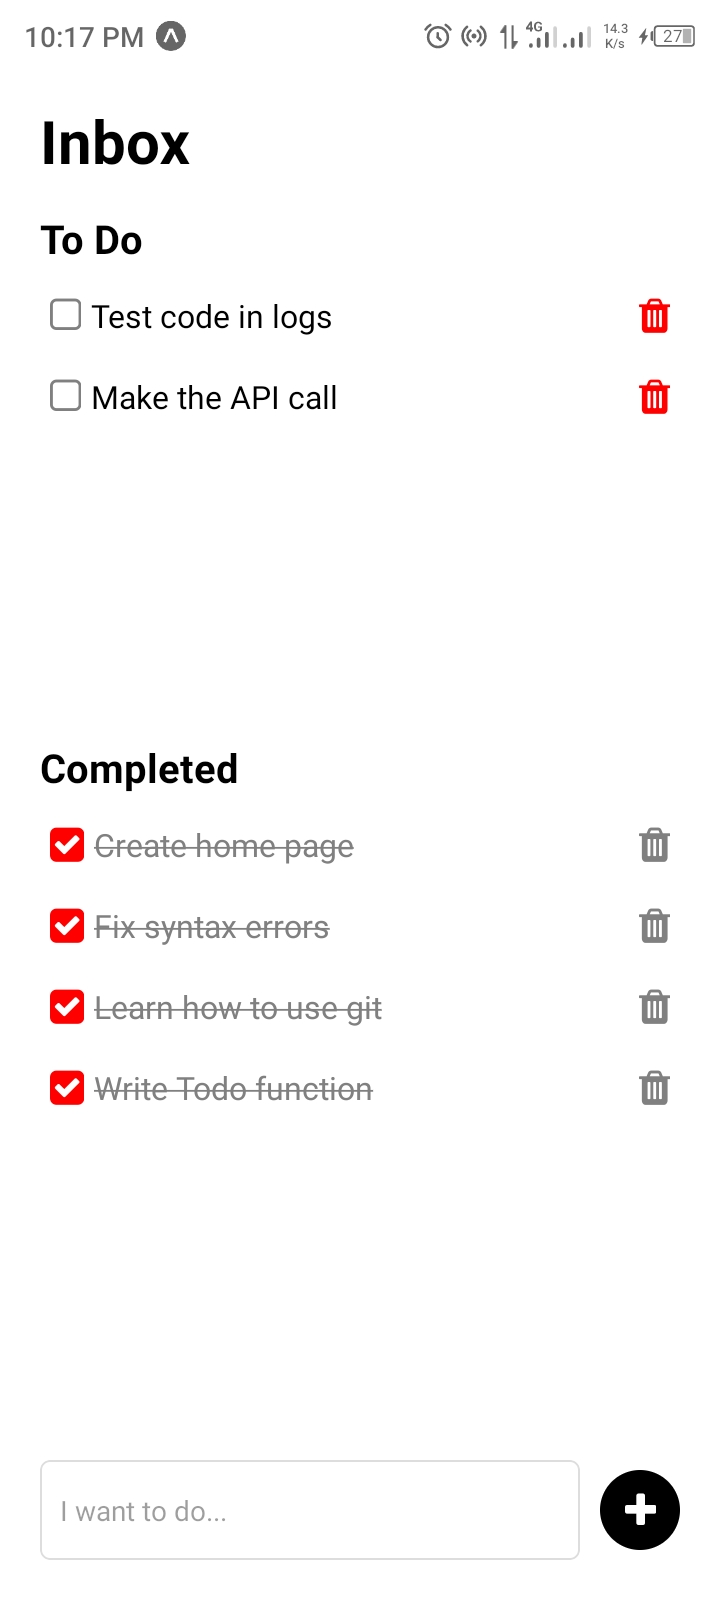 10:17 PM
4G
14.3
K/s
27
Inbox
To Do
Test code in logs
Make the API call
Completed
Create home page
Fix syntax errors
Learn how to use git
Write Todo function
I want to do...